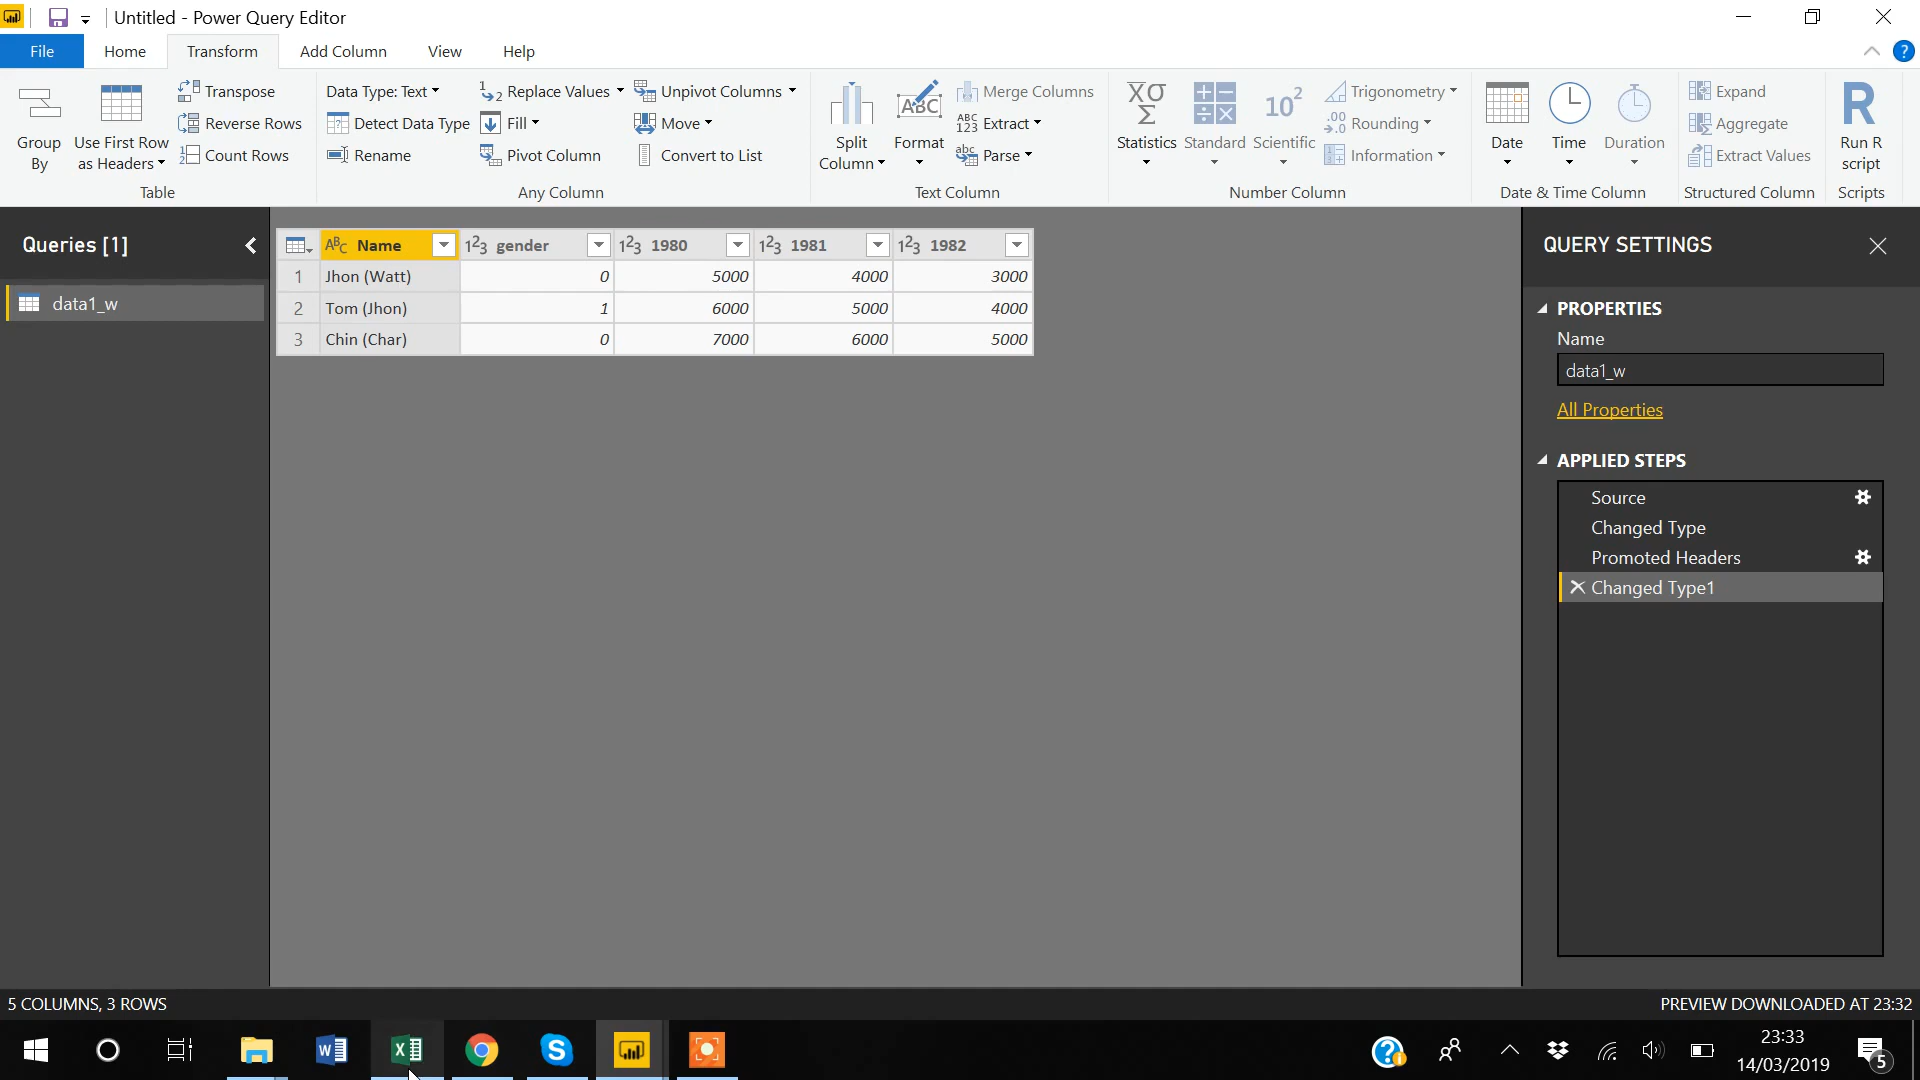 Untitled - Power Query Editor
File Home Transform Add Column View Help
Group By
Use First Row as Headers
Transpose
Reverse Rows
Count Rows
Table
Data Type: Text
Detect Data Type
Rename
Replace Values
Fill
Pivot Column
Unpivot Columns
Move
Convert to List
Any Column
Split Column
Format
Merge Columns
Extract
Parse
Text Column
Statistics
Standard
Scientific
Trigonometry
Rounding
Information
Number Column
Date
Time
Duration
Date & Time Column
Expand
Aggregate
Extract Values
Structured Column
Run R script
Scripts
Queries [1]
data1_w
Name gender 1980 1981 1982
1 Jhon (Watt) 0 5000 4000 3000
2 Tom (Jhon) 1 6000 5000 4000
3 Chin (Char) 0 7000 6000 5000
QUERY SETTINGS
PROPERTIES
Name
data1_w
All Properties
APPLIED STEPS
Source
Changed Type
Promoted Headers
Changed Type1
5 COLUMNS, 3 ROWS
PREVIEW DOWNLOADED AT 23:32
23:33
14/03/2019
5